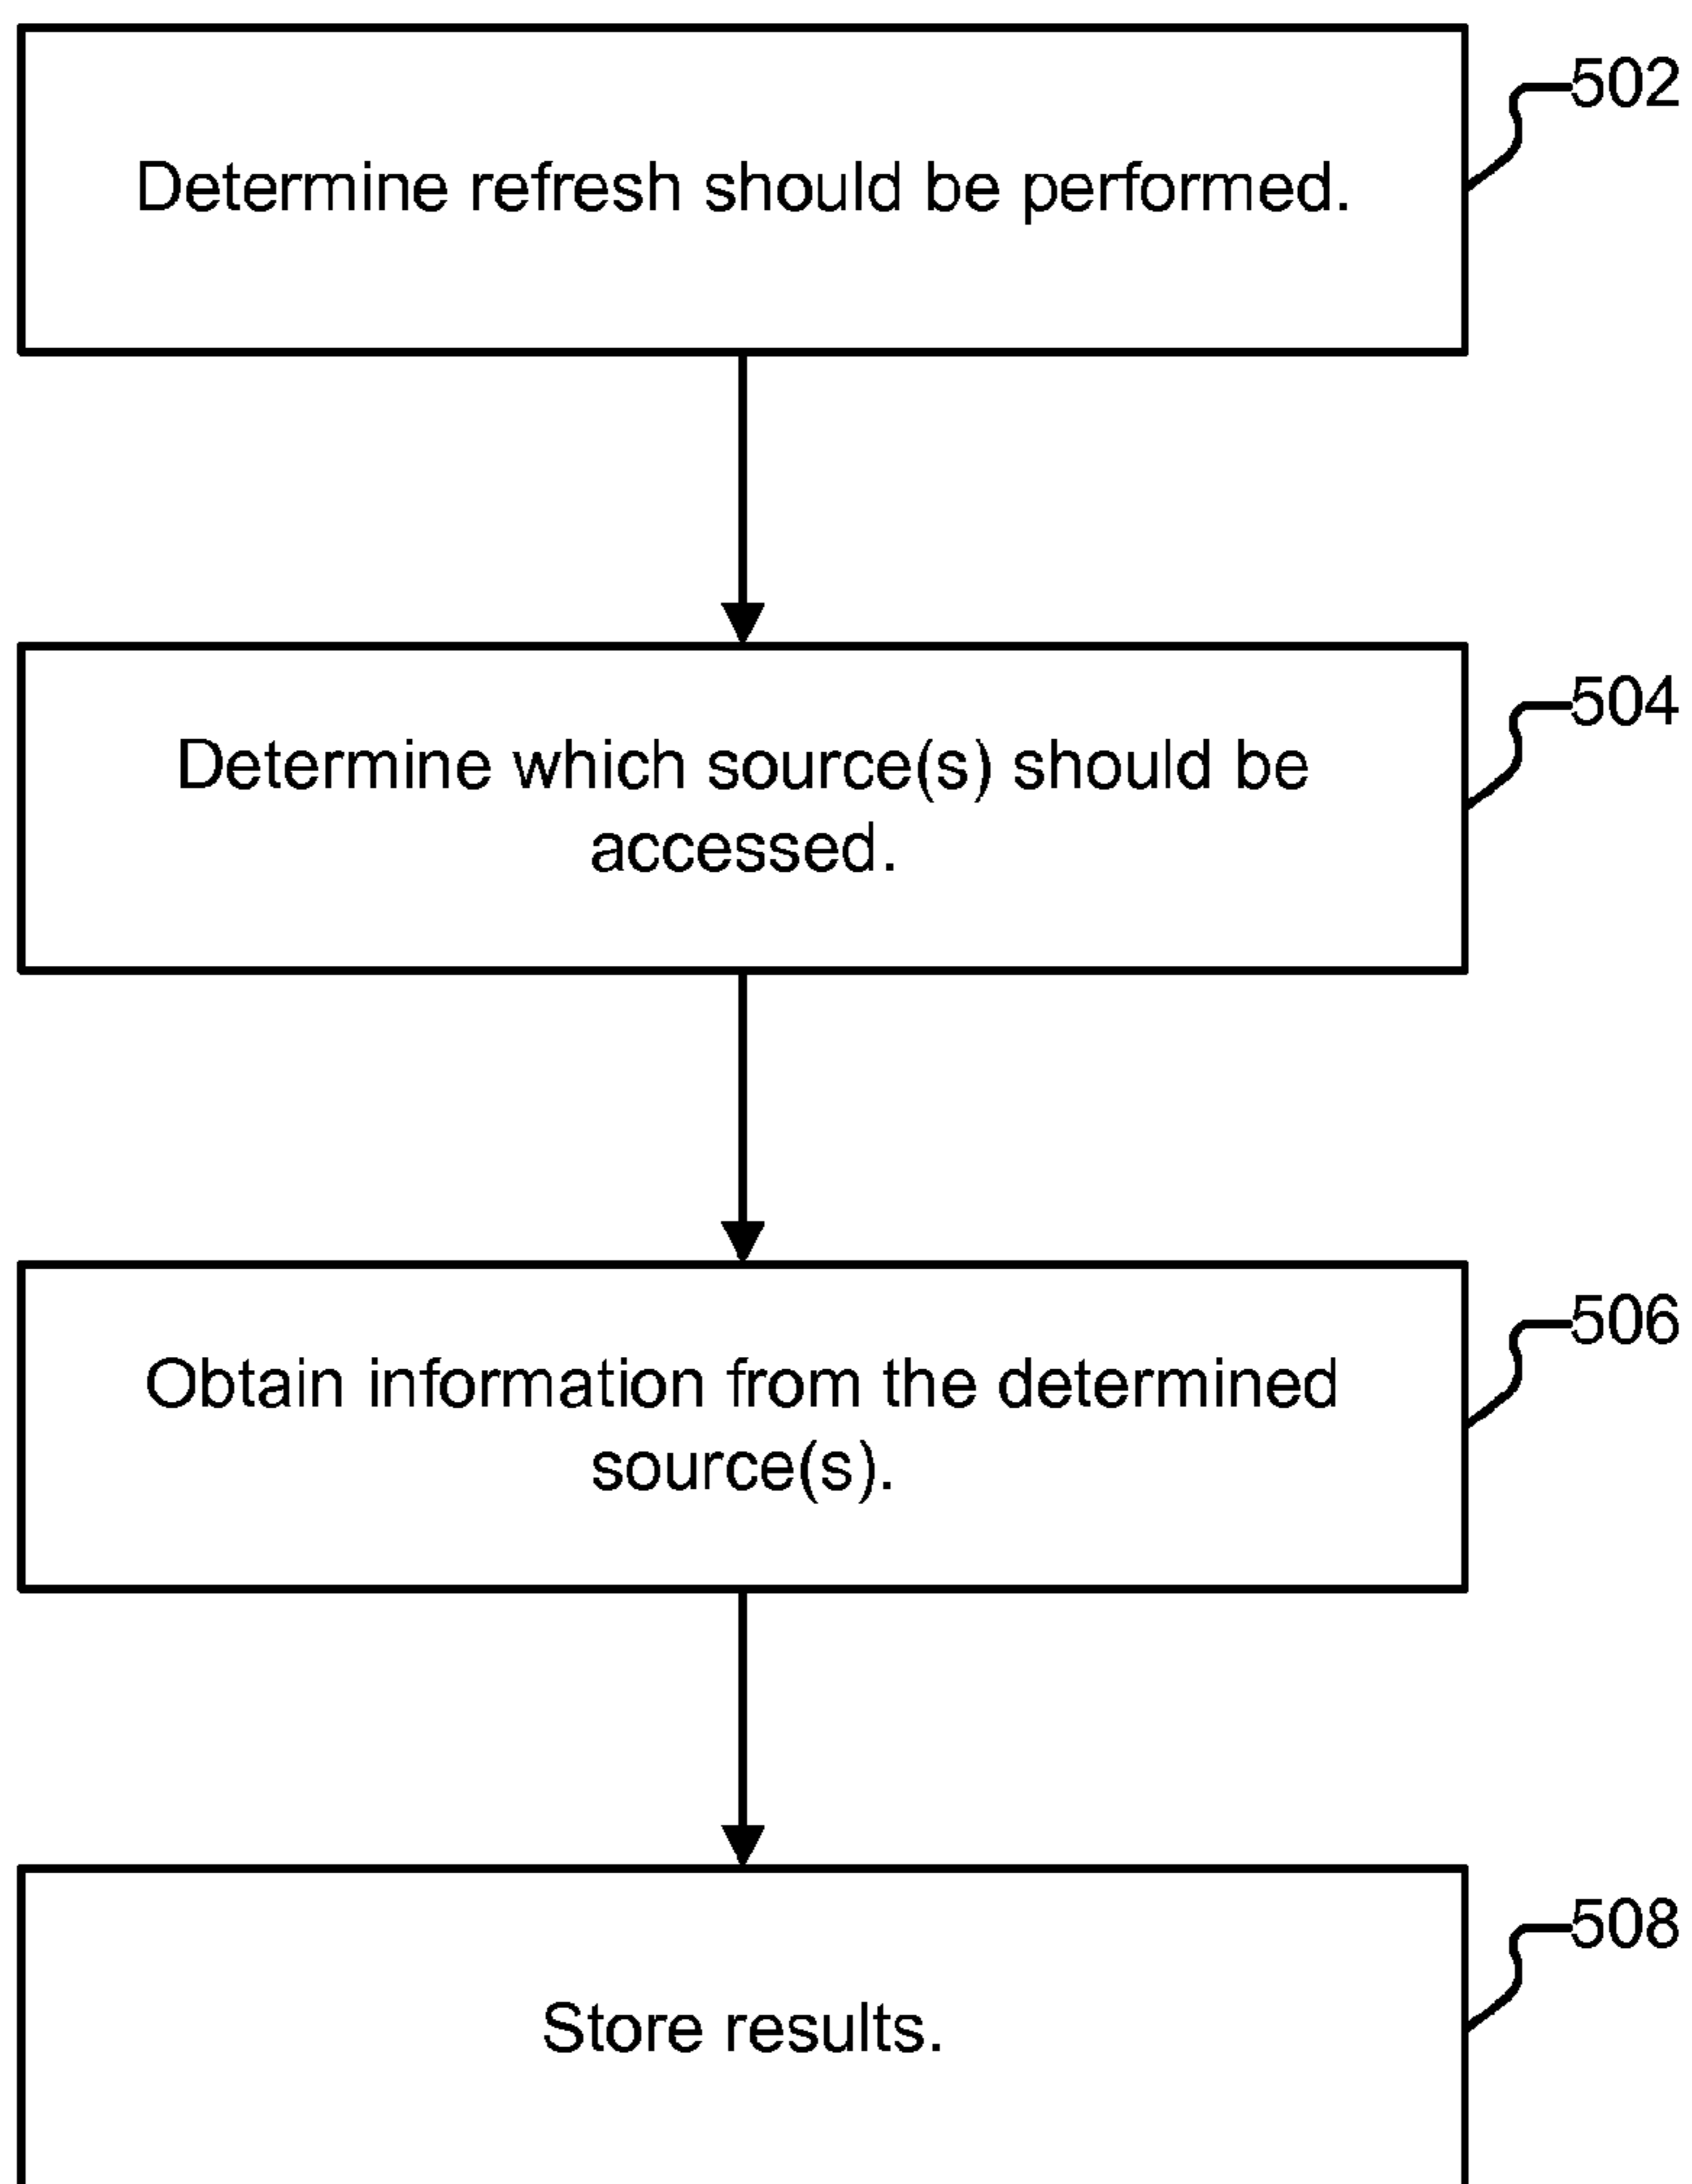 502
Determine refresh should be performed.
504
Determine which source(s) should be
accessed.
506
Obtain information from the determined
source(s).
508
Store results.